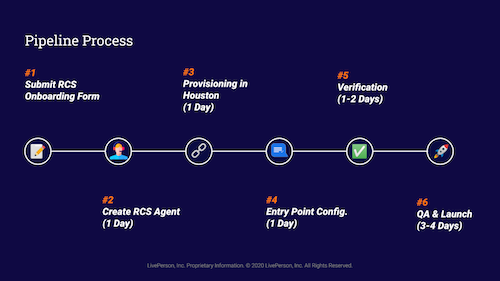 Pipeline Process
#1
Submit RCS
Onboarding Form
#2
Create RCS Agent
(1 Day)
#3
Provisioning in
Houston
(1 Day)
#4
Entry Point Config.
(1 Day)
#5
Verification
(1-2 Days)
#6
QA & Launch
(3-4 Days)
LivePerson, Inc. Proprietary Information. © 2020 LivePerson, Inc. All Rights Reserved.